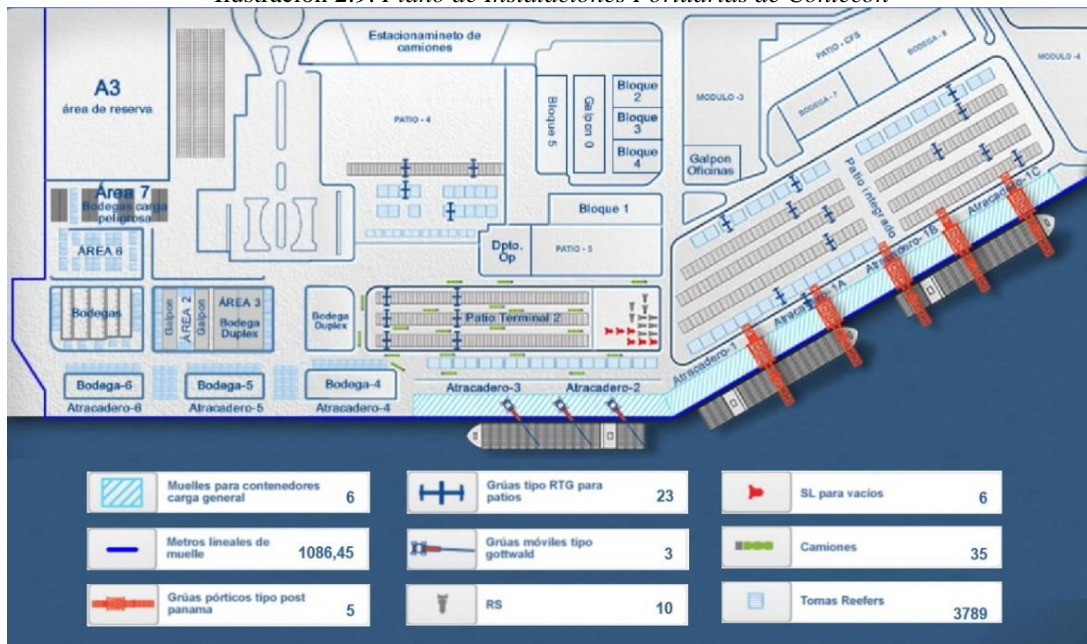 Ilustración 2.9: Plano de Instalaciones Portuarias de Contecon
Estacionamineto de
camiones
A3
área de reserva
PATIO - 4
Bloque 5
Galpon 0
Bloque
2
Bloque
3
Bloque
4
MODULO -3
PATIO - CFS
BODEGA - 8
BODEGA - 7
MODULO -4
Galpon
Oficinas
Área 7
Bodegas carga
peligrosa
Bloque 1
ÁREA 6
Dpto.
Op
PATIO - 3
Patio Integrado
Bodegas
Galpon
ÁREA 2
Galpon
ÁREA 3
Bodega
Duplex
Bodega
Duplex
Patio Terminal 2
Atracadero-1C
Atracadero-1B
Atracadero-1A
Atracadero-1
Bodega-6
Bodega-5
Bodega-4
Atracadero-6
Atracadero-5
Atracadero-4
Atracadero-3
Atracadero-2
Muelles para contenedores
carga general 6
Grúas tipo RTG para
patios 23
SL para vacíos 6
Metros lineales de
muelle 1086,45
Grúas móviles tipo
gottwald 3
Camiones 35
Grúas pórticos tipo post
panama 5
RS 10
Tomas Reefers 3789